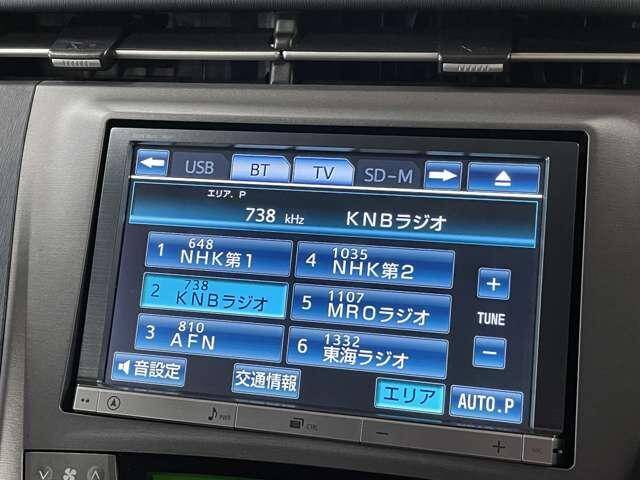 USB BT TV SD-M
エリア. P
738 kHz KNBラジオ
1 648 NHK第1
4 1035 NHK第2
2 738 KNBラジオ
5 1107 MROラジオ
3 810 AFN
6 1332 東海ラジオ
+
TUNE
−
音設定
交通情報
エリア
AUTO.P
PWR
− +